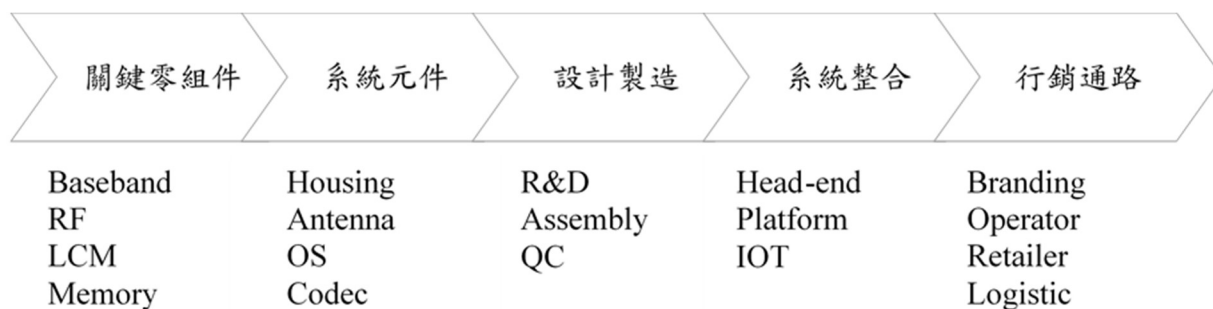 關鍵零組件
系統元件
設計製造
系統整合
行銷通路
Baseband
RF
LCM
Memory
Housing
Antenna
OS
Codec
R&D
Assembly
QC
Head-end
Platform
IOT
Branding
Operator
Retailer
Logistic